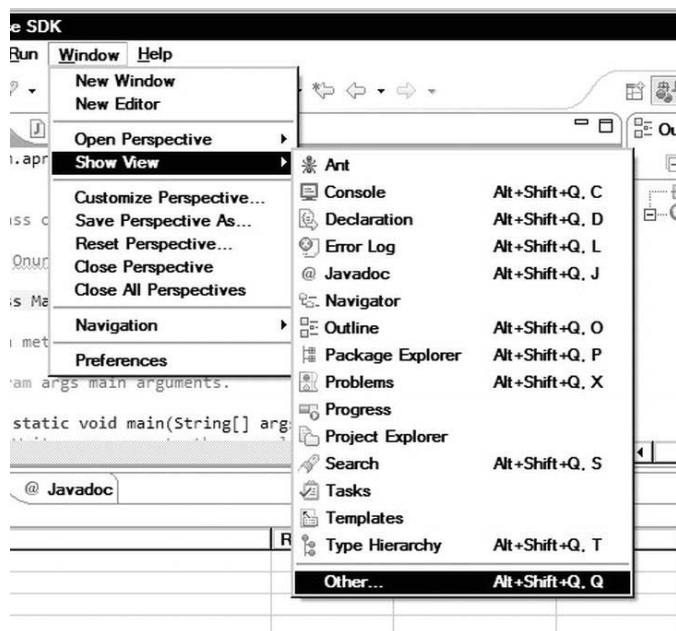 e SDK
Run Window Help
New Window
New Editor
Open Perspective
Show View
Customize Perspective...
Save Perspective As...
Reset Perspective...
Close Perspective
Close All Perspectives
Navigation
Preferences
Ant
Console Alt+Shift+Q, C
Declaration Alt+Shift+Q, D
Error Log Alt+Shift+Q, L
@ Javadoc Alt+Shift+Q, J
Navigator
Outline Alt+Shift+Q, O
Package Explorer Alt+Shift+Q, P
Problems Alt+Shift+Q, X
Progress
Project Explorer
Search Alt+Shift+Q, S
Tasks
Templates
Type Hierarchy Alt+Shift+Q, T
Other... Alt+Shift+Q, Q
J
Ou
n.apr
ass c
Onur
s Ma
met
am args main arguments.
static void main(String[] arg
@ Javadoc
R